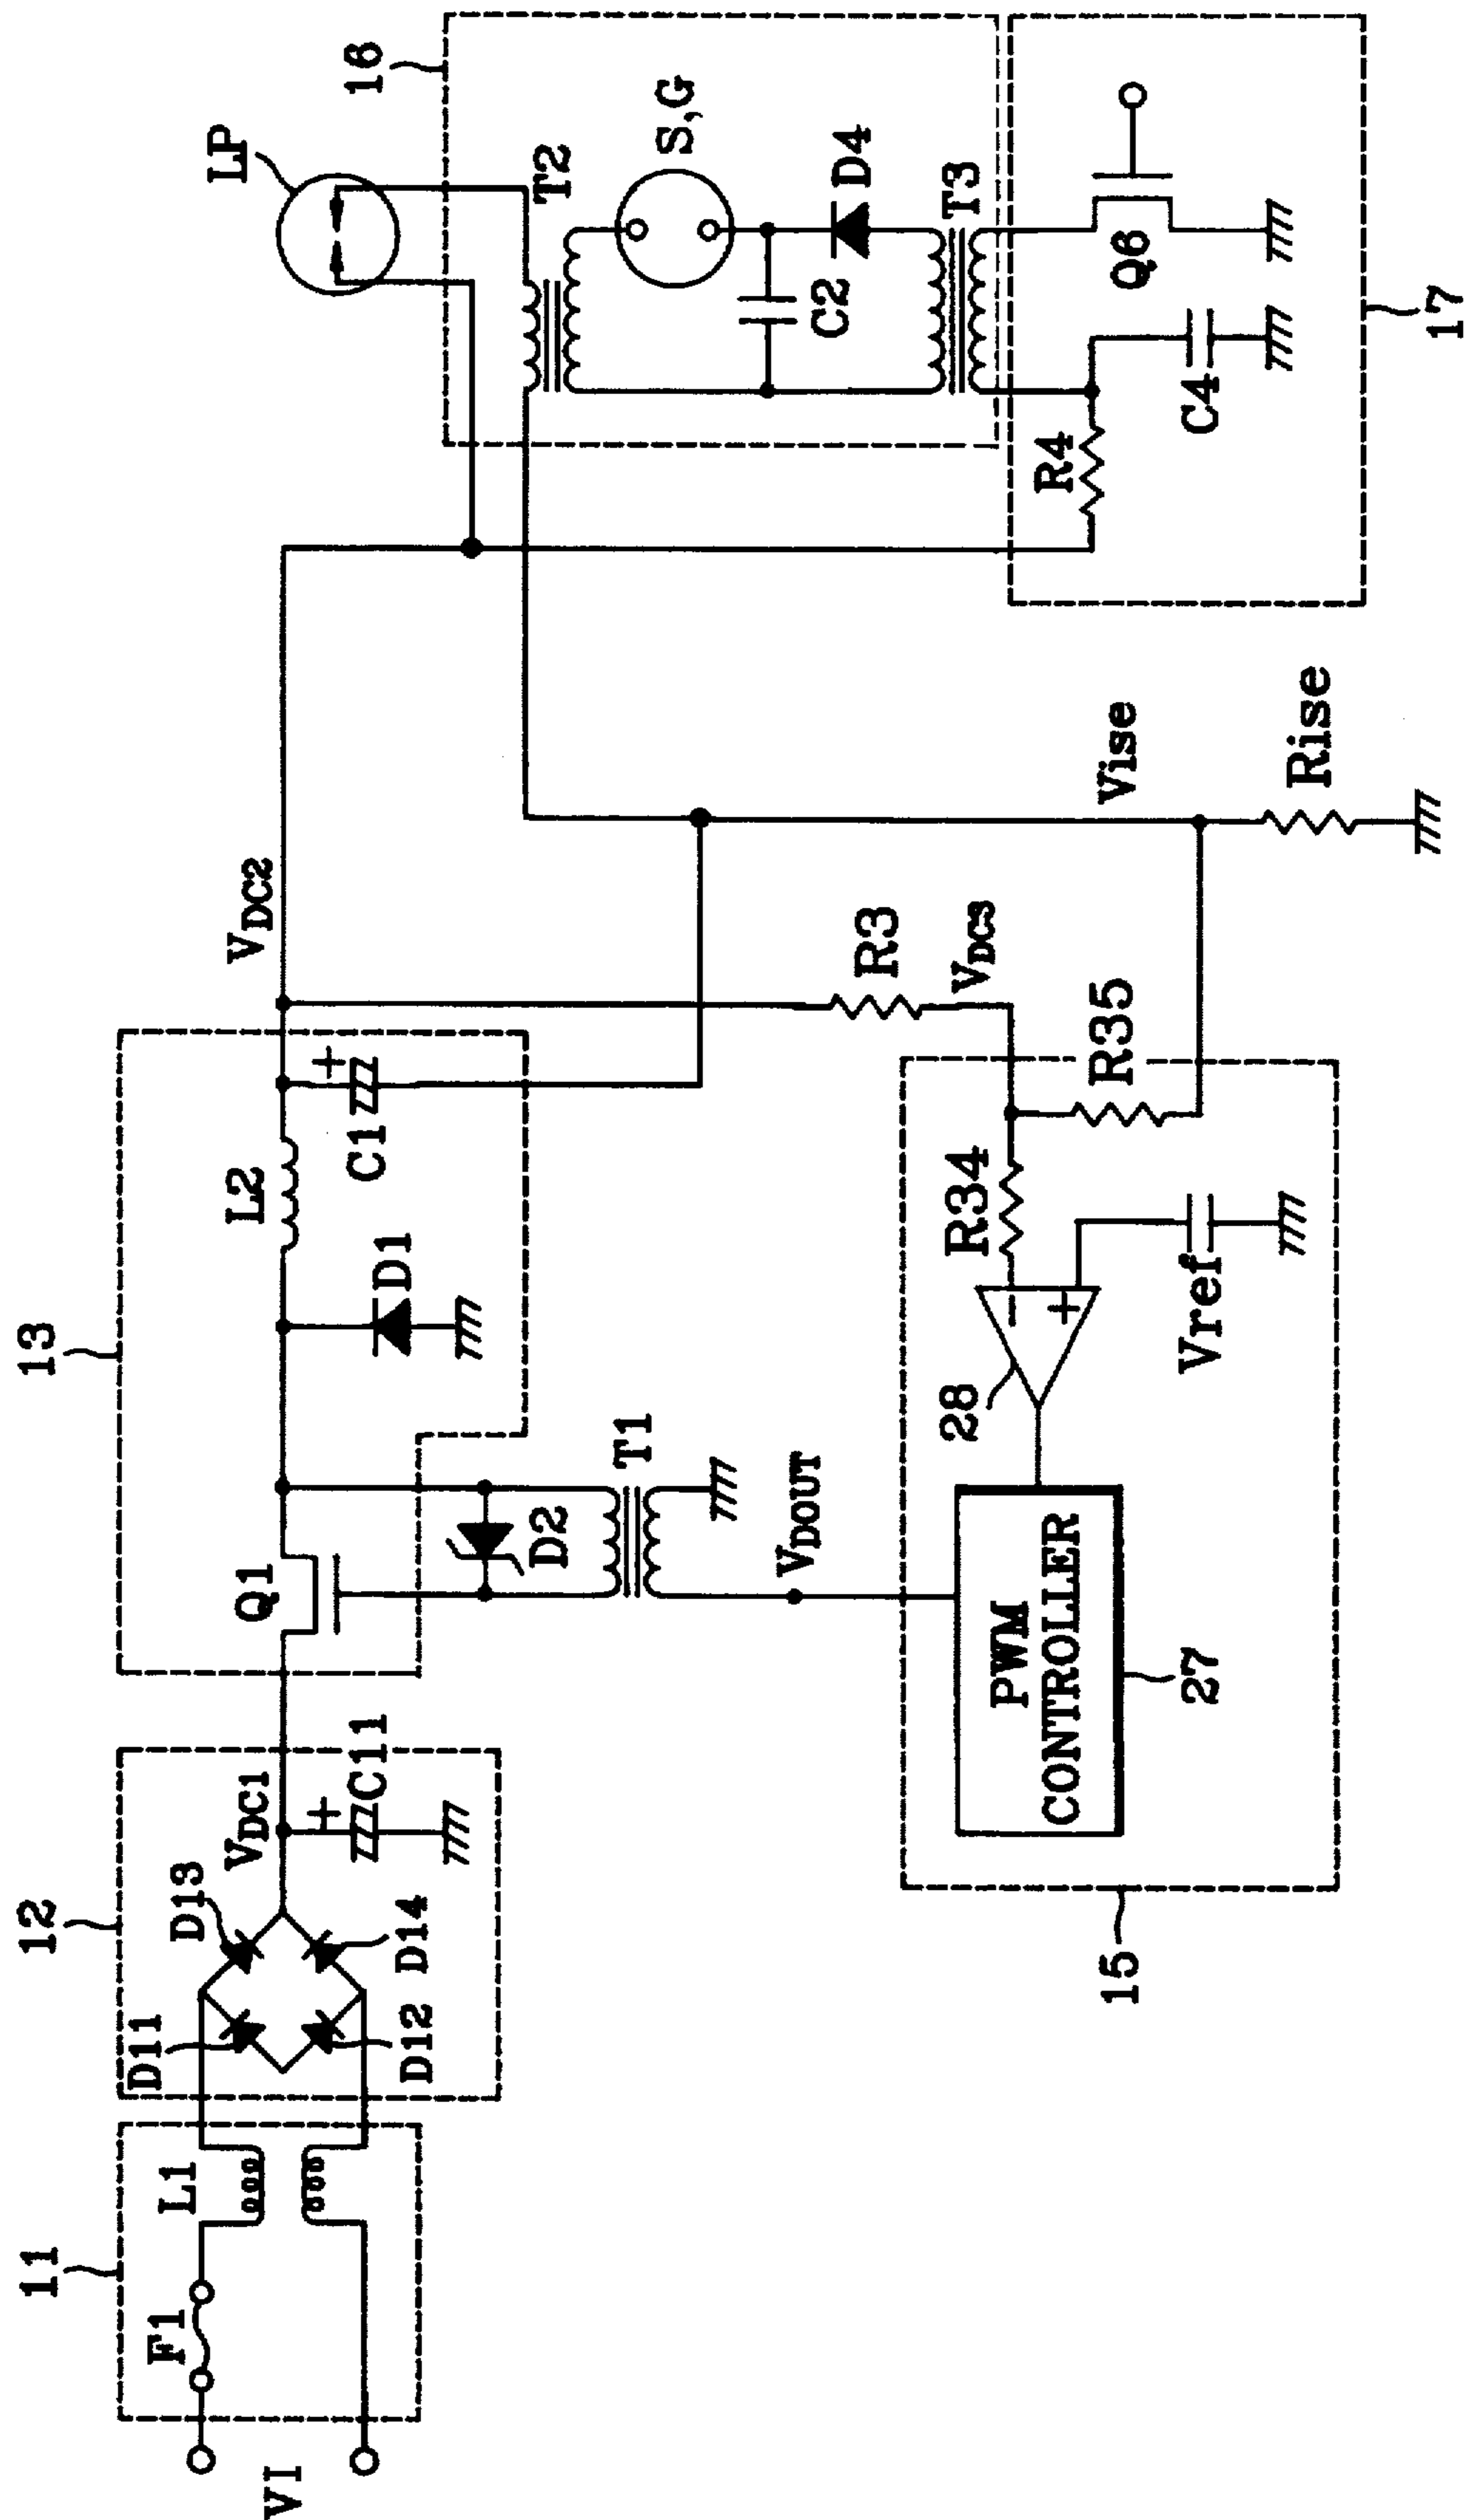 11
12
13
VI
F1
L1
D11
D13
D12
D14
VDC1
+
C11
Q1
D2
T1
VDOUT
D1
L2
+
C1
VDC2
LP
16
T2
S,G
C2
D4
T3
R4
C4
Q6
17
R3
VDCS
R34
R35
Vise
Rise
28
−
+
Vref
PWM
CONTROLLER
27
15